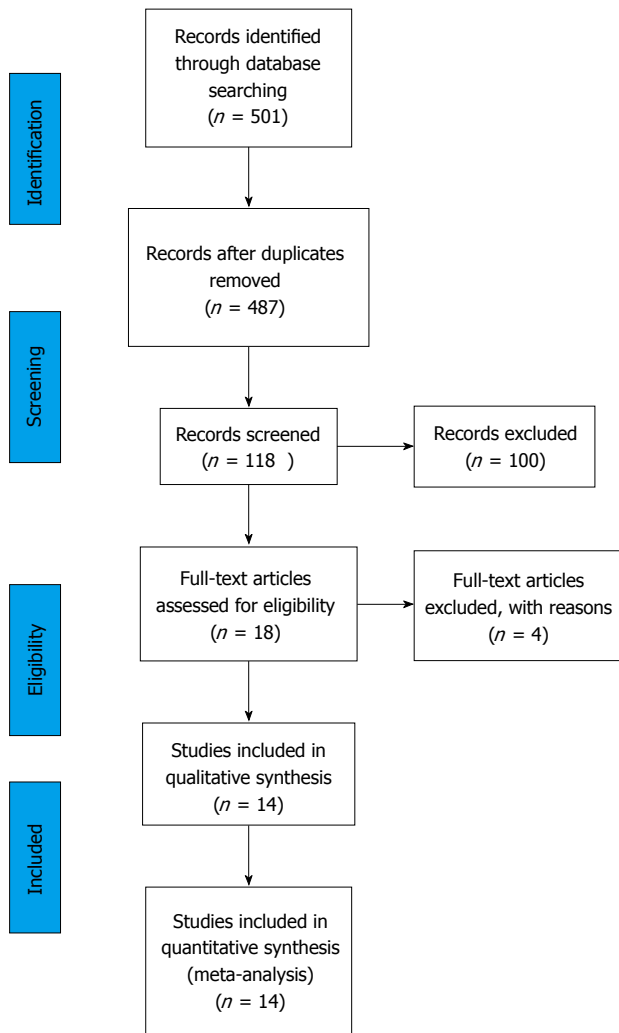 Identification
Records identified
through database
searching
(n = 501)
Records after duplicates
removed
(n = 487)
Screening
Records screened
(n = 118 )
Records excluded
(n = 100)
Eligibility
Full-text articles
assessed for eligibility
(n = 18)
Full-text articles
excluded, with reasons
(n = 4)
Studies included in
qualitative synthesis
(n = 14)
Included
Studies included in
quantitative synthesis
(meta-analysis)
(n = 14)